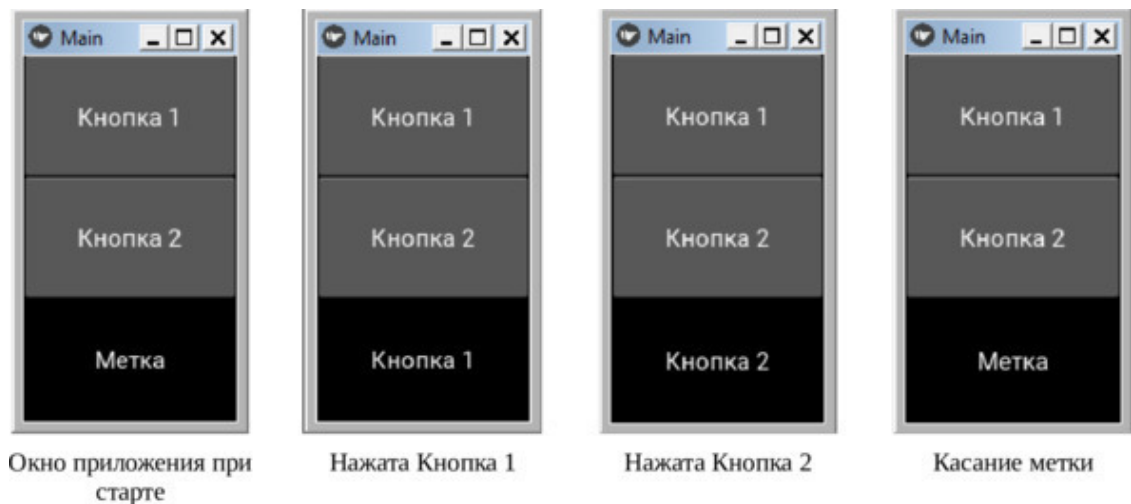 Main
Кнопка 1
Кнопка 2
Метка
Окно приложения при
старте
Main
Кнопка 1
Кнопка 2
Кнопка 1
Нажата Кнопка 1
Main
Кнопка 1
Кнопка 2
Кнопка 2
Нажата Кнопка 2
Main
Кнопка 1
Кнопка 2
Метка
Касание метки